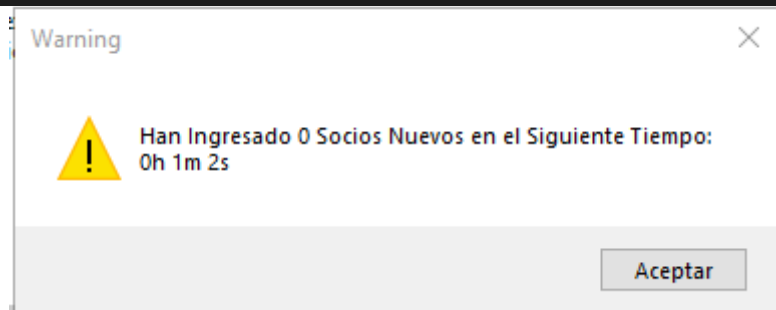 Warning
Han Ingresado 0 Socios Nuevos en el Siguiente Tiempo:
0h 1m 2s
Aceptar